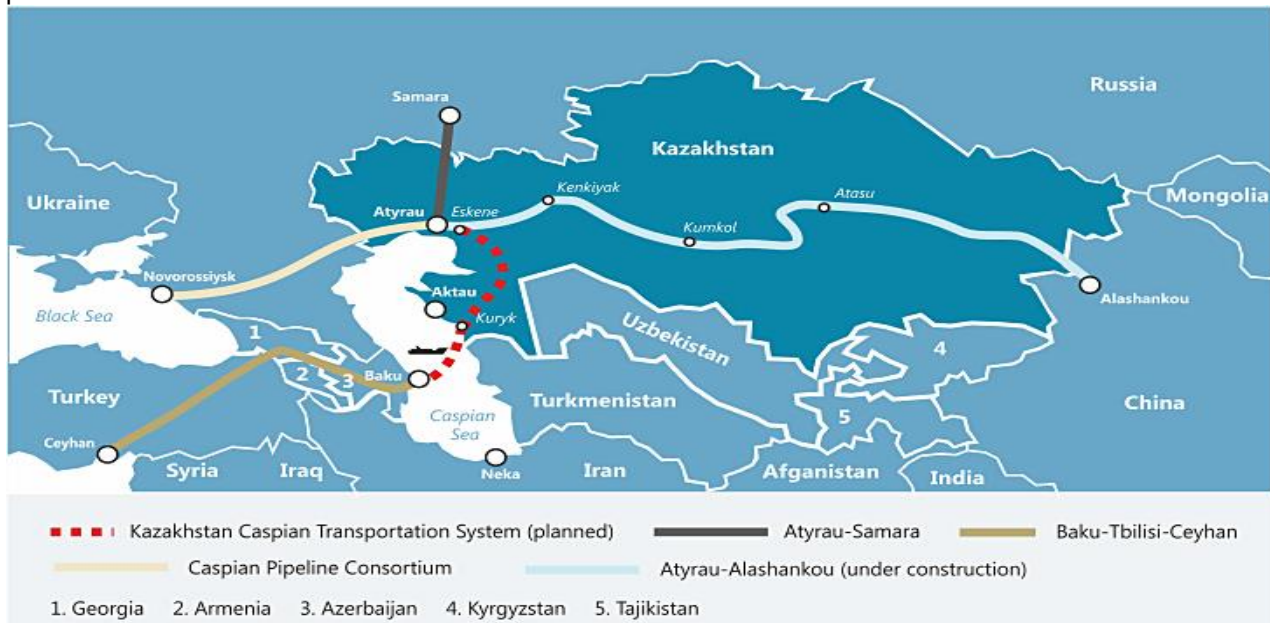 Russia
Samara
Kazakhstan
Ukraine
Mongolia
Kenkiyak
Atasu
Atyrau
Eskene
Kumkol
Novorossiysk
Alashankou
Black Sea
Aktau
Kuryk
Uzbekistan
1
4
2
3
Baku
Turkey
Turkmenistan
China
5
Caspian
Sea
Ceyhan
Syria
Iraq
Neka
Iran
Afganistan
India
Kazakhstan Caspian Transportation System (planned)
Atyrau-Samara
Baku-Tbilisi-Ceyhan
Caspian Pipeline Consortium
Atyrau-Alashankou (under construction)
1. Georgia 2. Armenia 3. Azerbaijan 4. Kyrgyzstan 5. Tajikistan